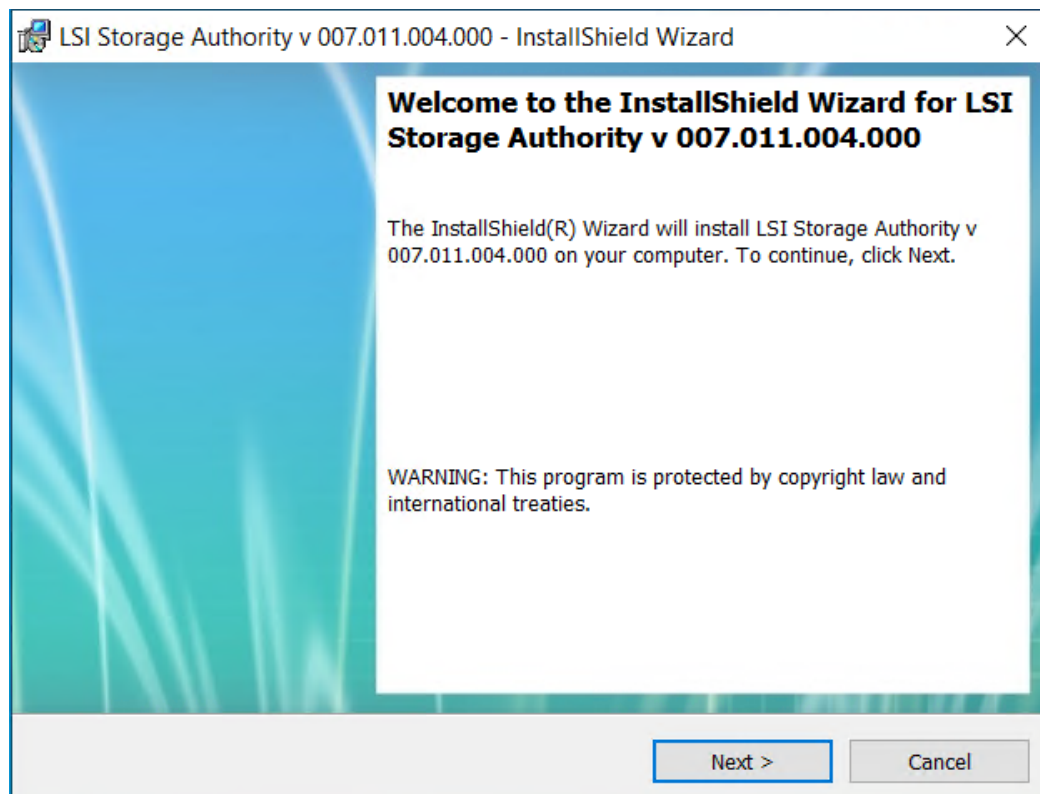 LSI Storage Authority v 007.011.004.000 - InstallShield Wizard
Welcome to the InstallShield Wizard for LSI
Storage Authority v 007.011.004.000
The InstallShield(R) Wizard will install LSI Storage Authority v
007.011.004.000 on your computer. To continue, click Next.
WARNING: This program is protected by copyright law and
international treaties.
Next >
Cancel